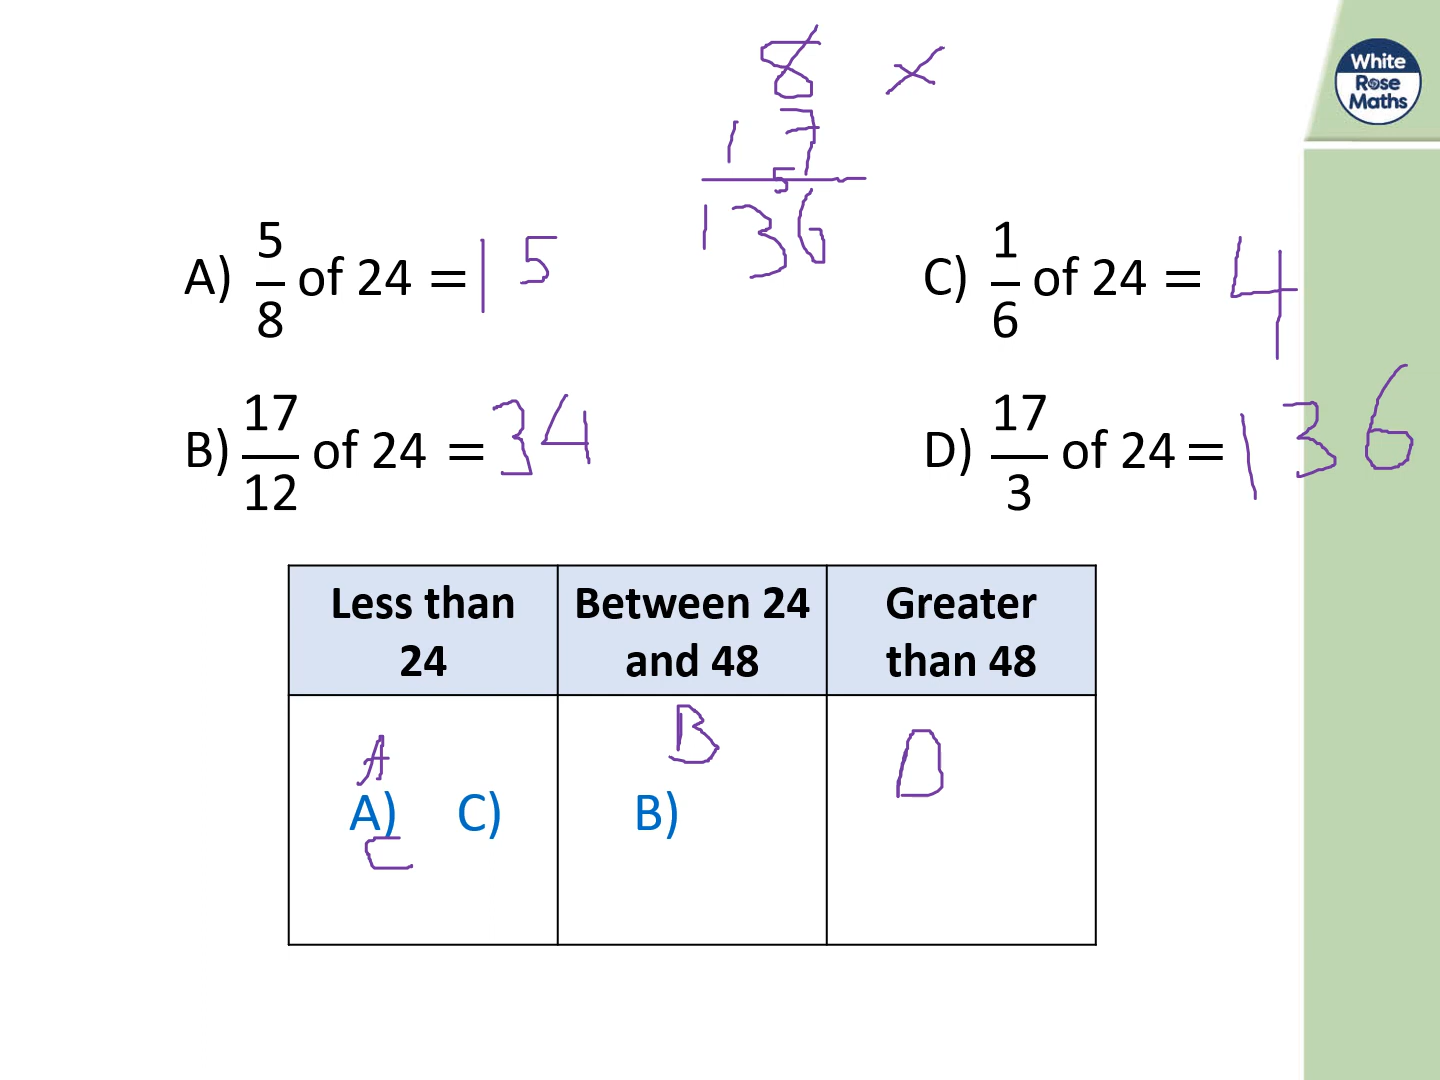 White
Rose
Maths
8 ×
17
5
136
A) 5/8 of 24 = 15
C) 1/6 of 24 = 4
B) 17/12 of 24 = 34
D) 17/3 of 24 = 136
Less than 24
Between 24 and 48
Greater than 48
A
B
D
A) C)
B)
C